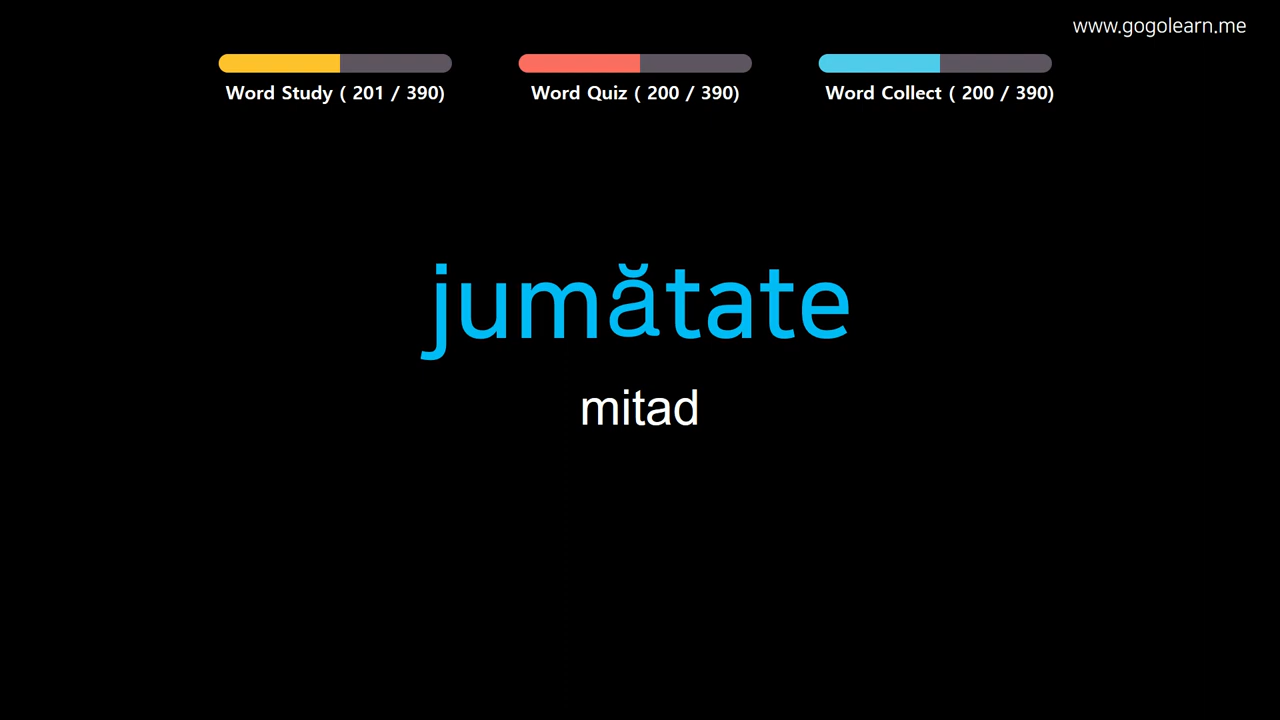 www.gogolearn.me
Word Study ( 201 / 390)
Word Quiz ( 200 / 390)
Word Collect ( 200 / 390)
jumătate
mitad